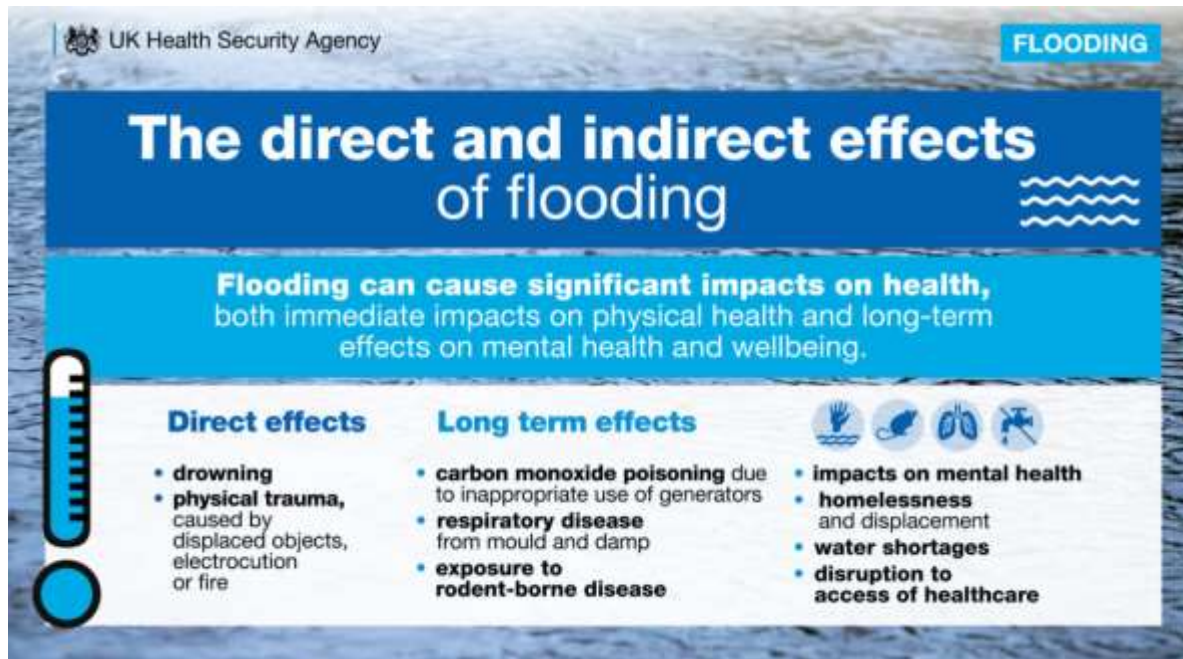 UK Health Security Agency
FLOODING
The direct and indirect effects
of flooding
Flooding can cause significant impacts on health,
both immediate impacts on physical health and long-term
effects on mental health and wellbeing.
Direct effects
• drowning
• physical trauma,
caused by
displaced objects,
electrocution
or fire
Long term effects
• carbon monoxide poisoning due
to inappropriate use of generators
• respiratory disease
from mould and damp
• exposure to
rodent-borne disease
• impacts on mental health
• homelessness
and displacement
• water shortages
• disruption to
access of healthcare